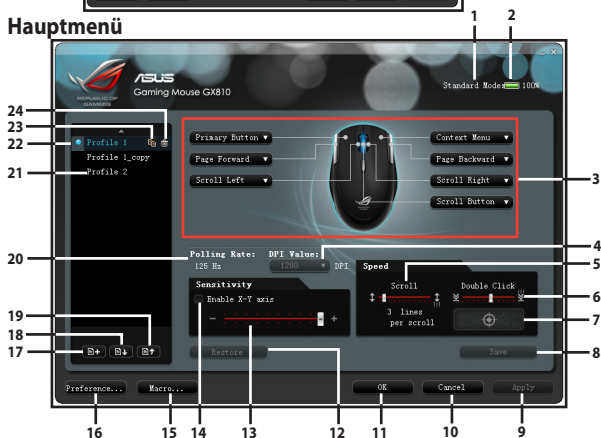 Hauptmenü
1 2
REPUBLIC OF
GAMERS
ASUS
Gaming Mouse GX810
Standard Mode 100%
24
23
22
21
Profile 1
Profile 1_copy
Profile 2
Primary Button
Page Forward
Scroll Left
Context Menu
Page Backward
Scroll Right
Scroll Button
3
20
Polling Rate:
125 Hz
DPI Value:
1200 DPI
4
Sensitivity
Enable X-Y axis
- +
Speed
5
Scroll
Double Click
3 lines
per scroll
6
7
19
18
17
Restore
Save
8
Preference...
Macro...
OK
Cancel
Apply
16 15 14 13 12 11 10 9